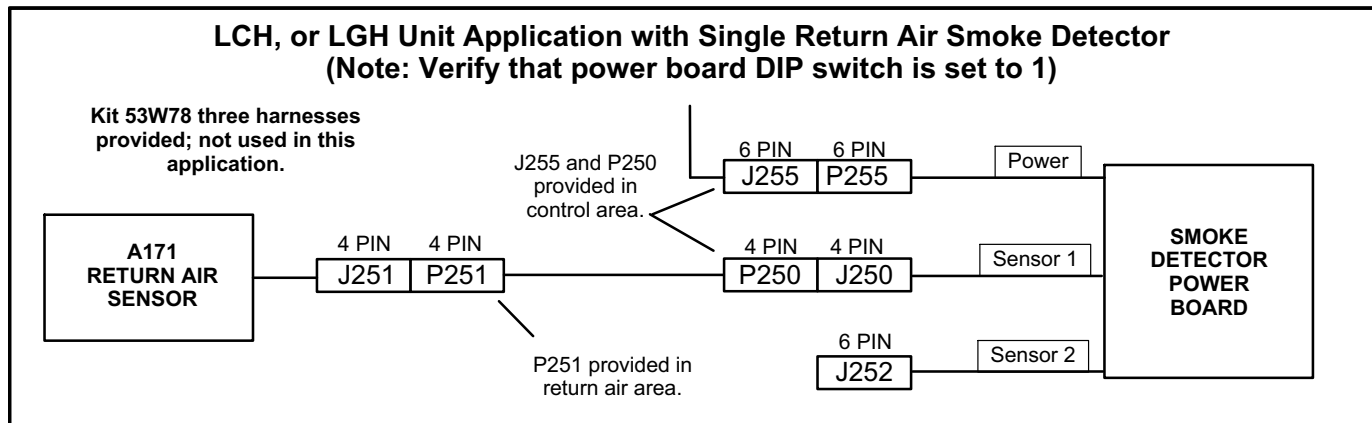 LCH, or LGH Unit Application with Single Return Air Smoke Detector
(Note: Verify that power board DIP switch is set to 1)
Kit 53W78 three harnesses
provided; not used in this
application.
J255 and P250
provided in
control area.
6 PIN 6 PIN
J255 P255
Power
A171
RETURN AIR
SENSOR
4 PIN 4 PIN
J251 P251
4 PIN 4 PIN
P250 J250
Sensor 1
SMOKE
DETECTOR
POWER
BOARD
P251 provided in
return air area.
6 PIN
J252
Sensor 2